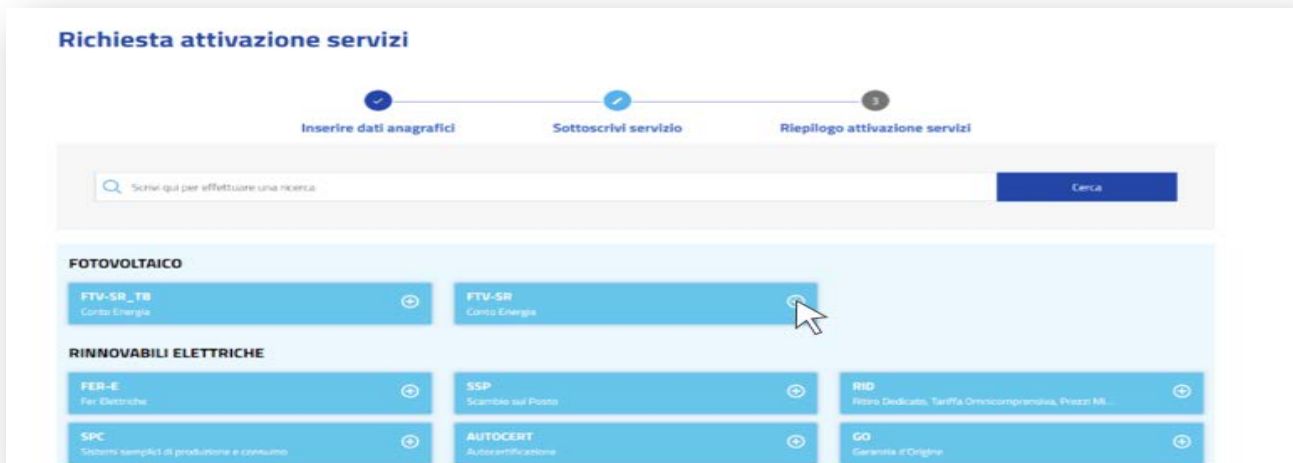 Richiesta attivazione servizi
3
Inserire dati anagrafici
Sottoscrivi servizio
Riepilogo attivazione servizi
Scrivi qui per effettuare una ricerca
Cerca
FOTOVOLTAICO
FTV-SR_TB
Conto Energia
FTV-SR
Conto Energia
RINNOVABILI ELETTRICHE
FER-E
Fer Elettriche
SSP
Scambio sul Posto
RID
Ritiro Dedicato, Tariffa Omnicomprensiva, Prezzi Mi...
SPC
Sistemi semplici di produzione e consumo
AUTOCERT
Autocertificazione
GO
Garanzia d'Origine